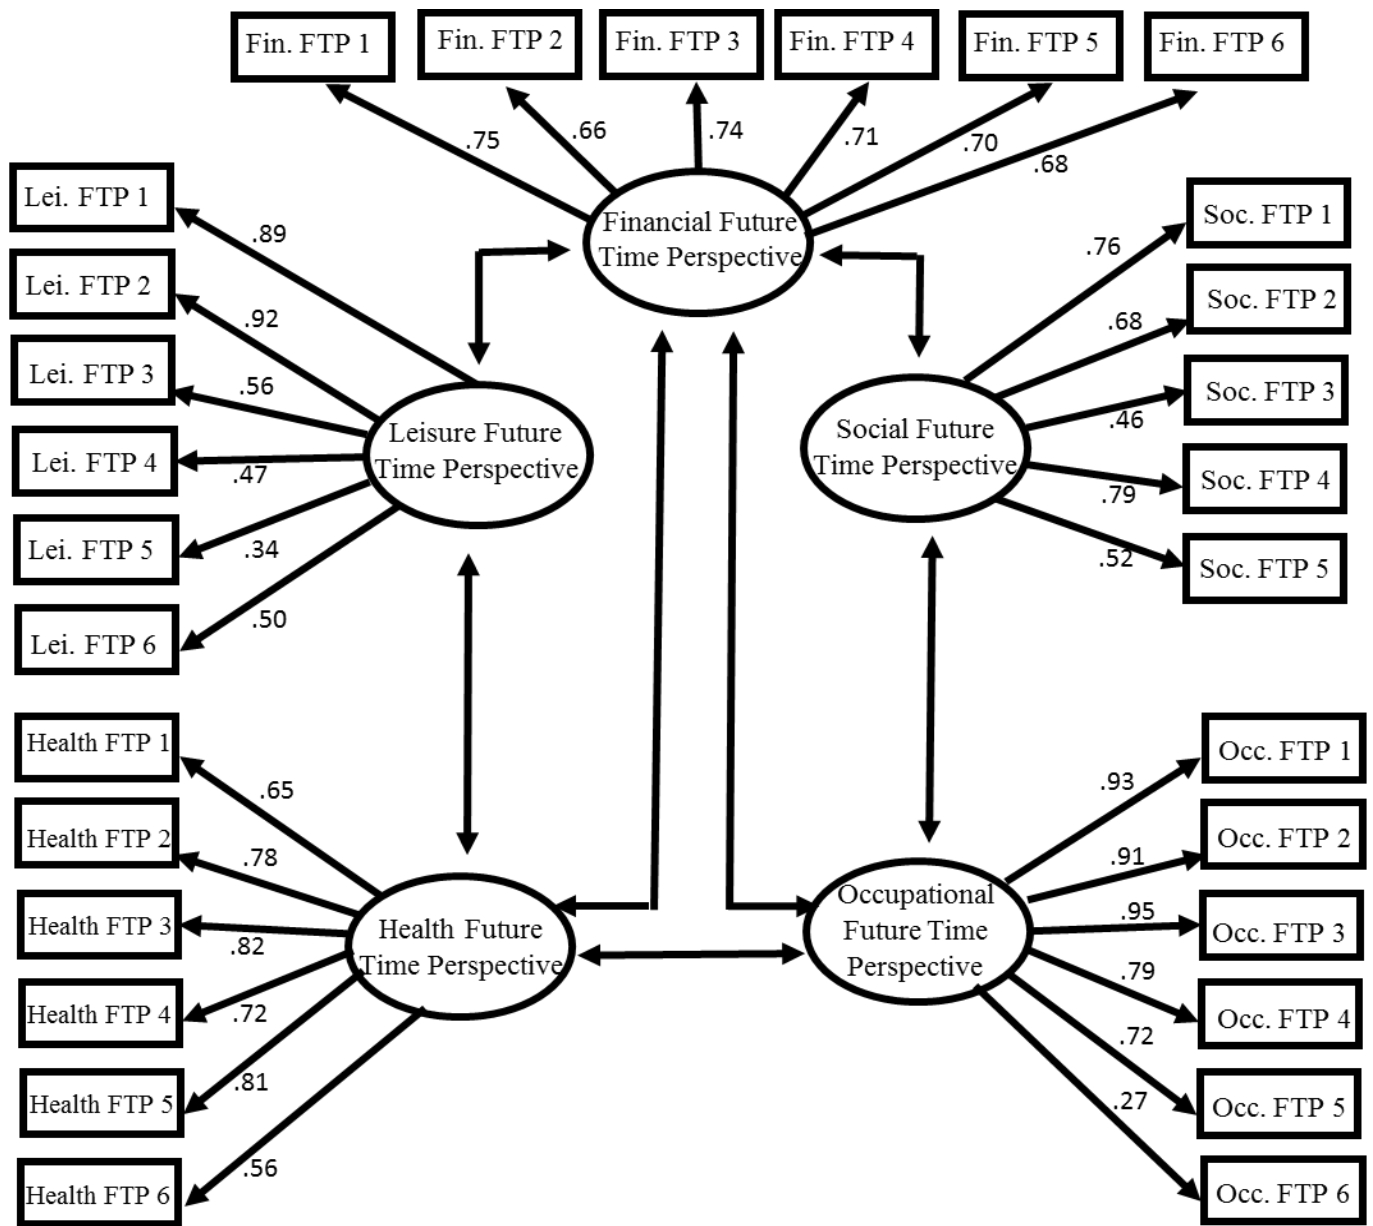 Fin. FTP 1
Fin. FTP 2
Fin. FTP 3
Fin. FTP 4
Fin. FTP 5
Fin. FTP 6
.75
.66
.74
.71
.70
.68
Financial Future
Time Perspective
Lei. FTP 1
Lei. FTP 2
Lei. FTP 3
Lei. FTP 4
Lei. FTP 5
Lei. FTP 6
.89
.92
.56
.47
.34
.50
Leisure Future
Time Perspective
Social Future
Time Perspective
.76
.68
.46
.79
.52
Soc. FTP 1
Soc. FTP 2
Soc. FTP 3
Soc. FTP 4
Soc. FTP 5
Health FTP 1
Health FTP 2
Health FTP 3
Health FTP 4
Health FTP 5
Health FTP 6
.65
.78
.82
.72
.81
.56
Health Future
Time Perspective
Occupational
Future Time
Perspective
.93
.91
.95
.79
.72
.27
Occ. FTP 1
Occ. FTP 2
Occ. FTP 3
Occ. FTP 4
Occ. FTP 5
Occ. FTP 6